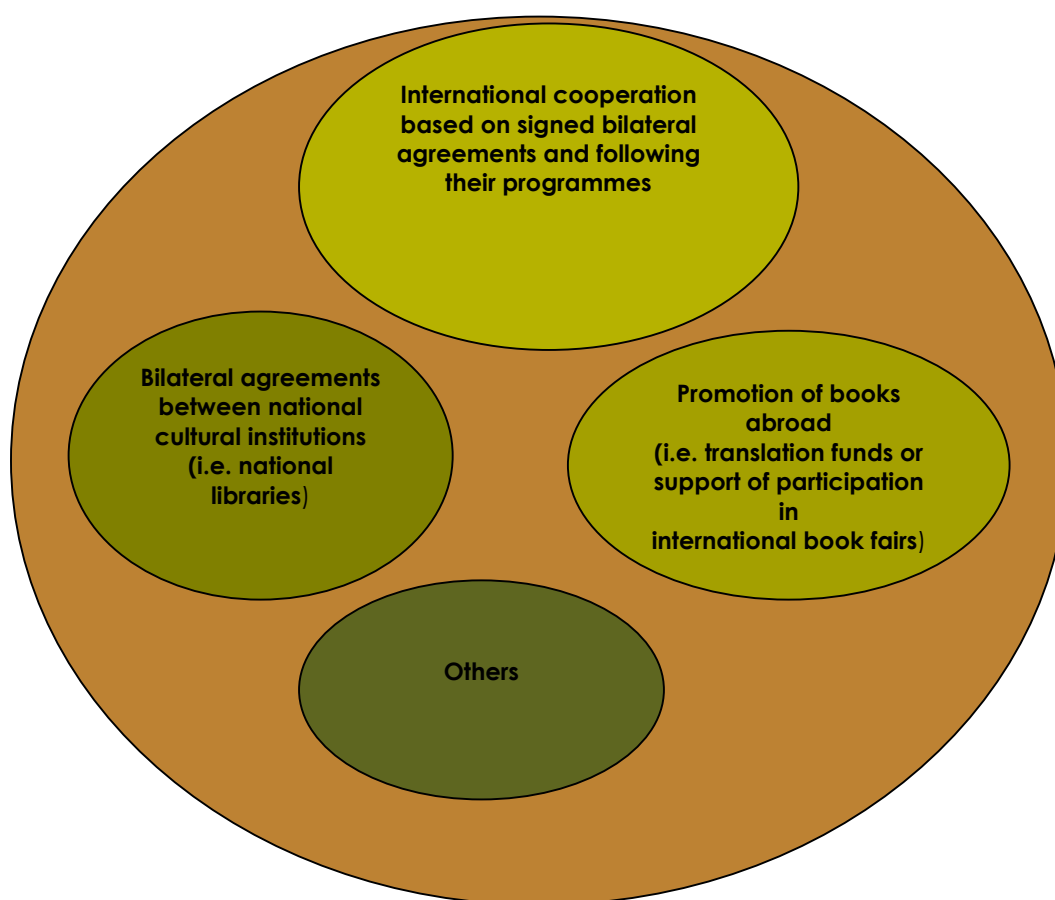 International cooperation
based on signed bilateral
agreements and following
their programmes
Bilateral agreements
between national
cultural institutions
(i.e. national
libraries)
Promotion of books
abroad
(i.e. translation funds or
support of participation
in
international book fairs)
Others